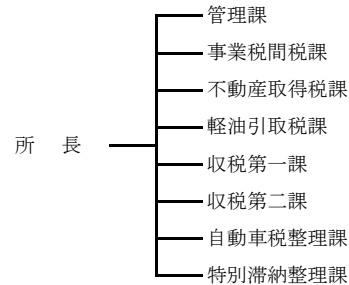 所　長
管理課
事業税間税課
不動産取得税課
軽油引取税課
収税第一課
収税第二課
自動車税整理課
特別滞納整理課